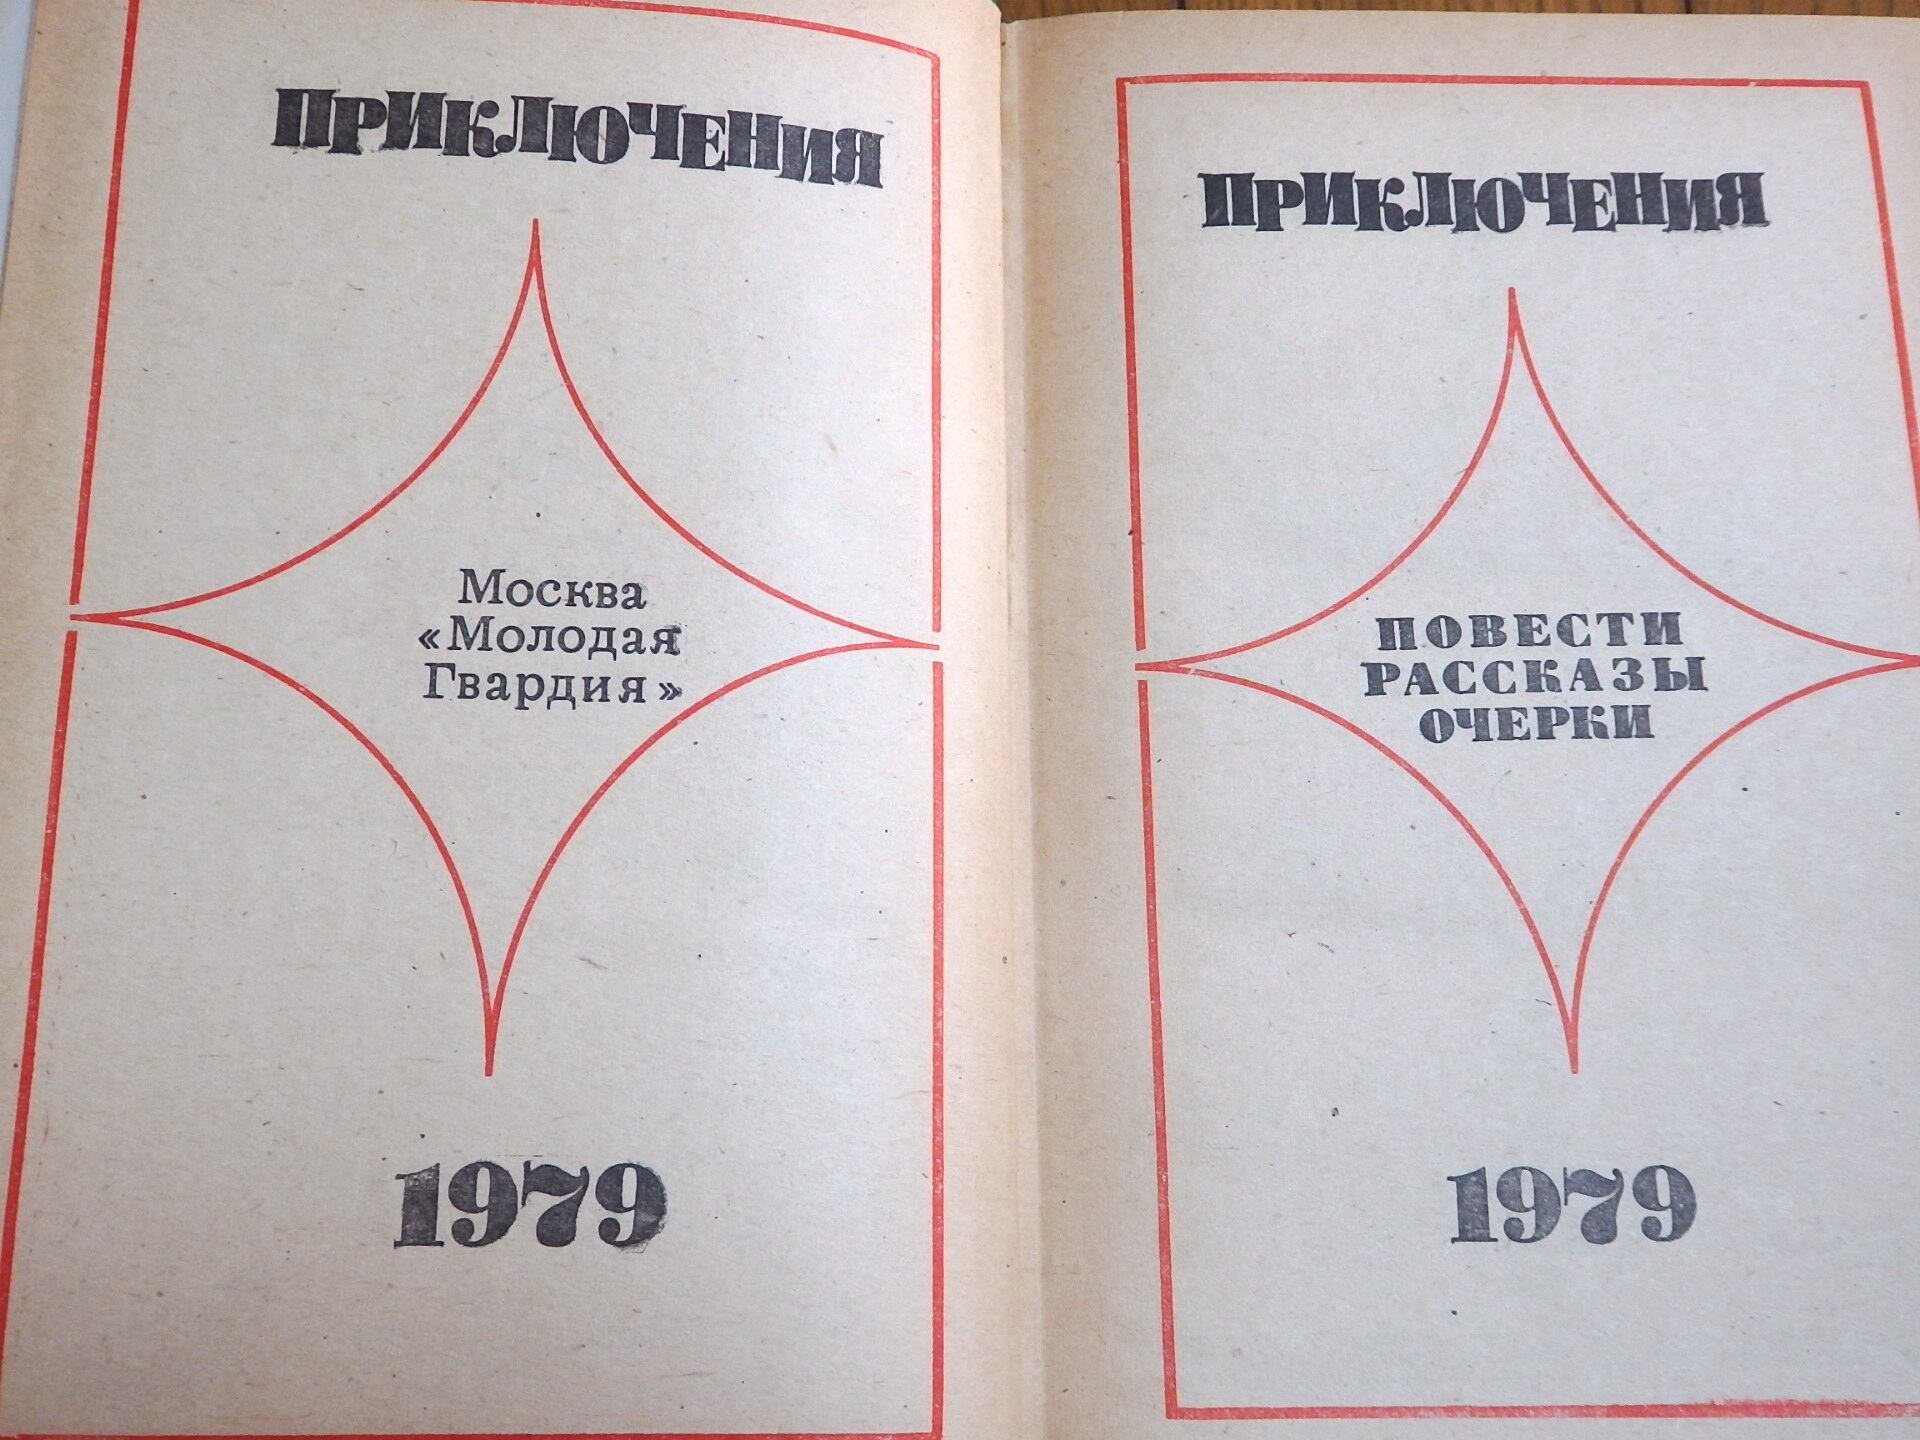 ПРИКЛЮЧЕНИЯ
Москва
«Молодая
Гвардия»
1979
ПРИКЛЮЧЕНИЯ
ПОВЕСТИ
РАССКАЗЫ
ОЧЕРКИ
1979